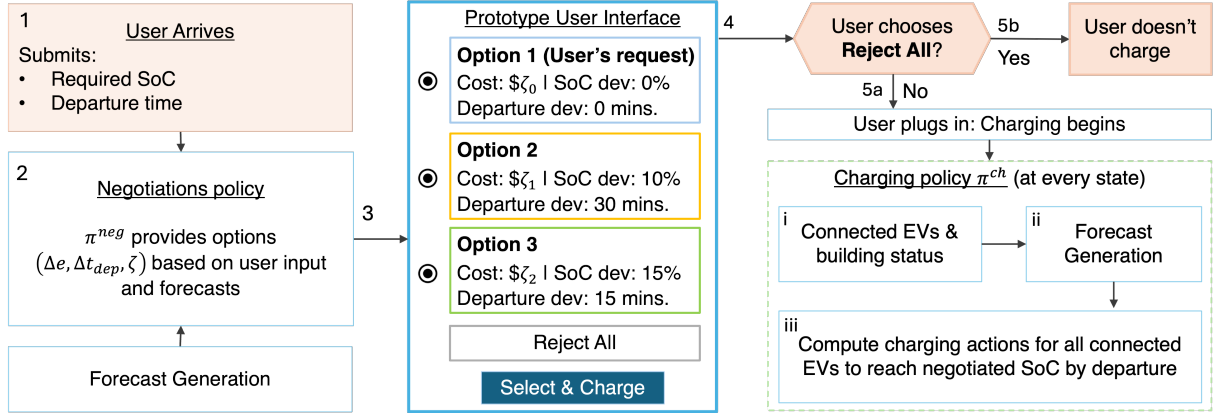 1
User Arrives
Submits:
• Required SoC
• Departure time
2
Negotiations policy
π^{neg} provides options
(Δe, Δt_{dep}, ζ) based on user input
and forecasts
Forecast Generation
3
Prototype User Interface
Option 1 (User’s request)
Cost: $ζ_0 | SoC dev: 0%
Departure dev: 0 mins.
Option 2
Cost: $ζ_1 | SoC dev: 10%
Departure dev: 30 mins.
Option 3
Cost: $ζ_2 | SoC dev: 15%
Departure dev: 15 mins.
Reject All
Select & Charge
4
User chooses
Reject All?
5b
Yes
User doesn’t
charge
5a
No
User plugs in: Charging begins
Charging policy π^{ch} (at every state)
i
Connected EVs &
building status
ii
Forecast
Generation
iii
Compute charging actions for all connected
EVs to reach negotiated SoC by departure